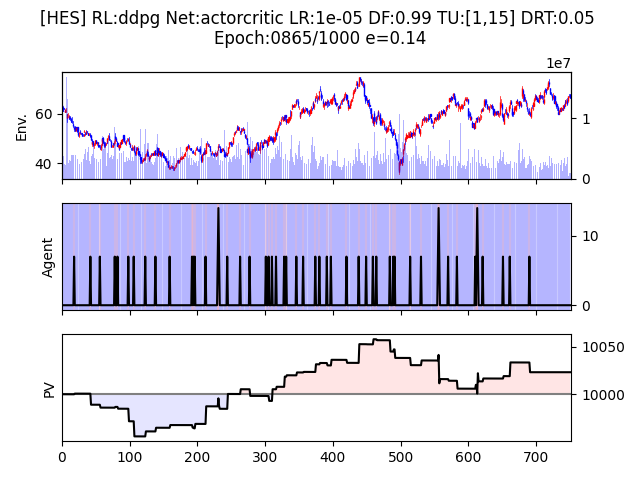 [HES] RL:ddpg Net:actorcritic LR:1e-05 DF:0.99 TU:[1,15] DRT:0.05
Epoch:0865/1000 e=0.14
1e7
Env.
60
40
1
0
Agent
10
0
PV
10050
10000
0 100 200 300 400 500 600 700